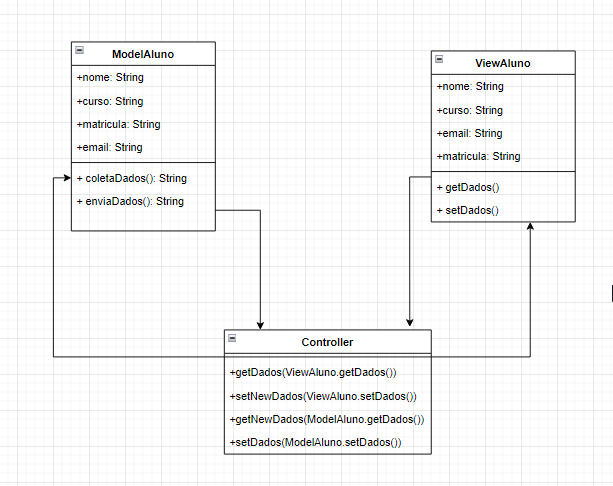 ModelAluno
+nome: String
+curso: String
+matricula: String
+email: String
+ coletaDados(): String
+ enviaDados(): String
ViewAluno
+nome: String
+curso: String
+email: String
+matricula: String
+ getDados()
+ setDados()
Controller
+getDados(ViewAluno.getDados())
+setNewDados(ViewAluno.setDados())
+getNewDados(ModelAluno.getDados())
+setDados(ModelAluno.setDados())